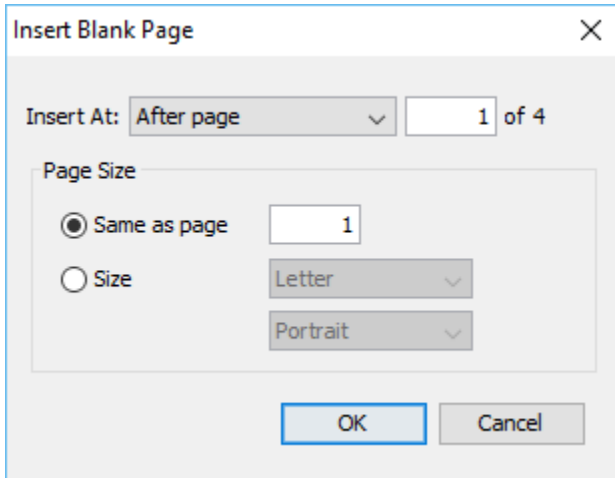 Insert Blank Page
Insert At: After page 1 of 4
Page Size
Same as page 1
Size Letter
Portrait
OK Cancel